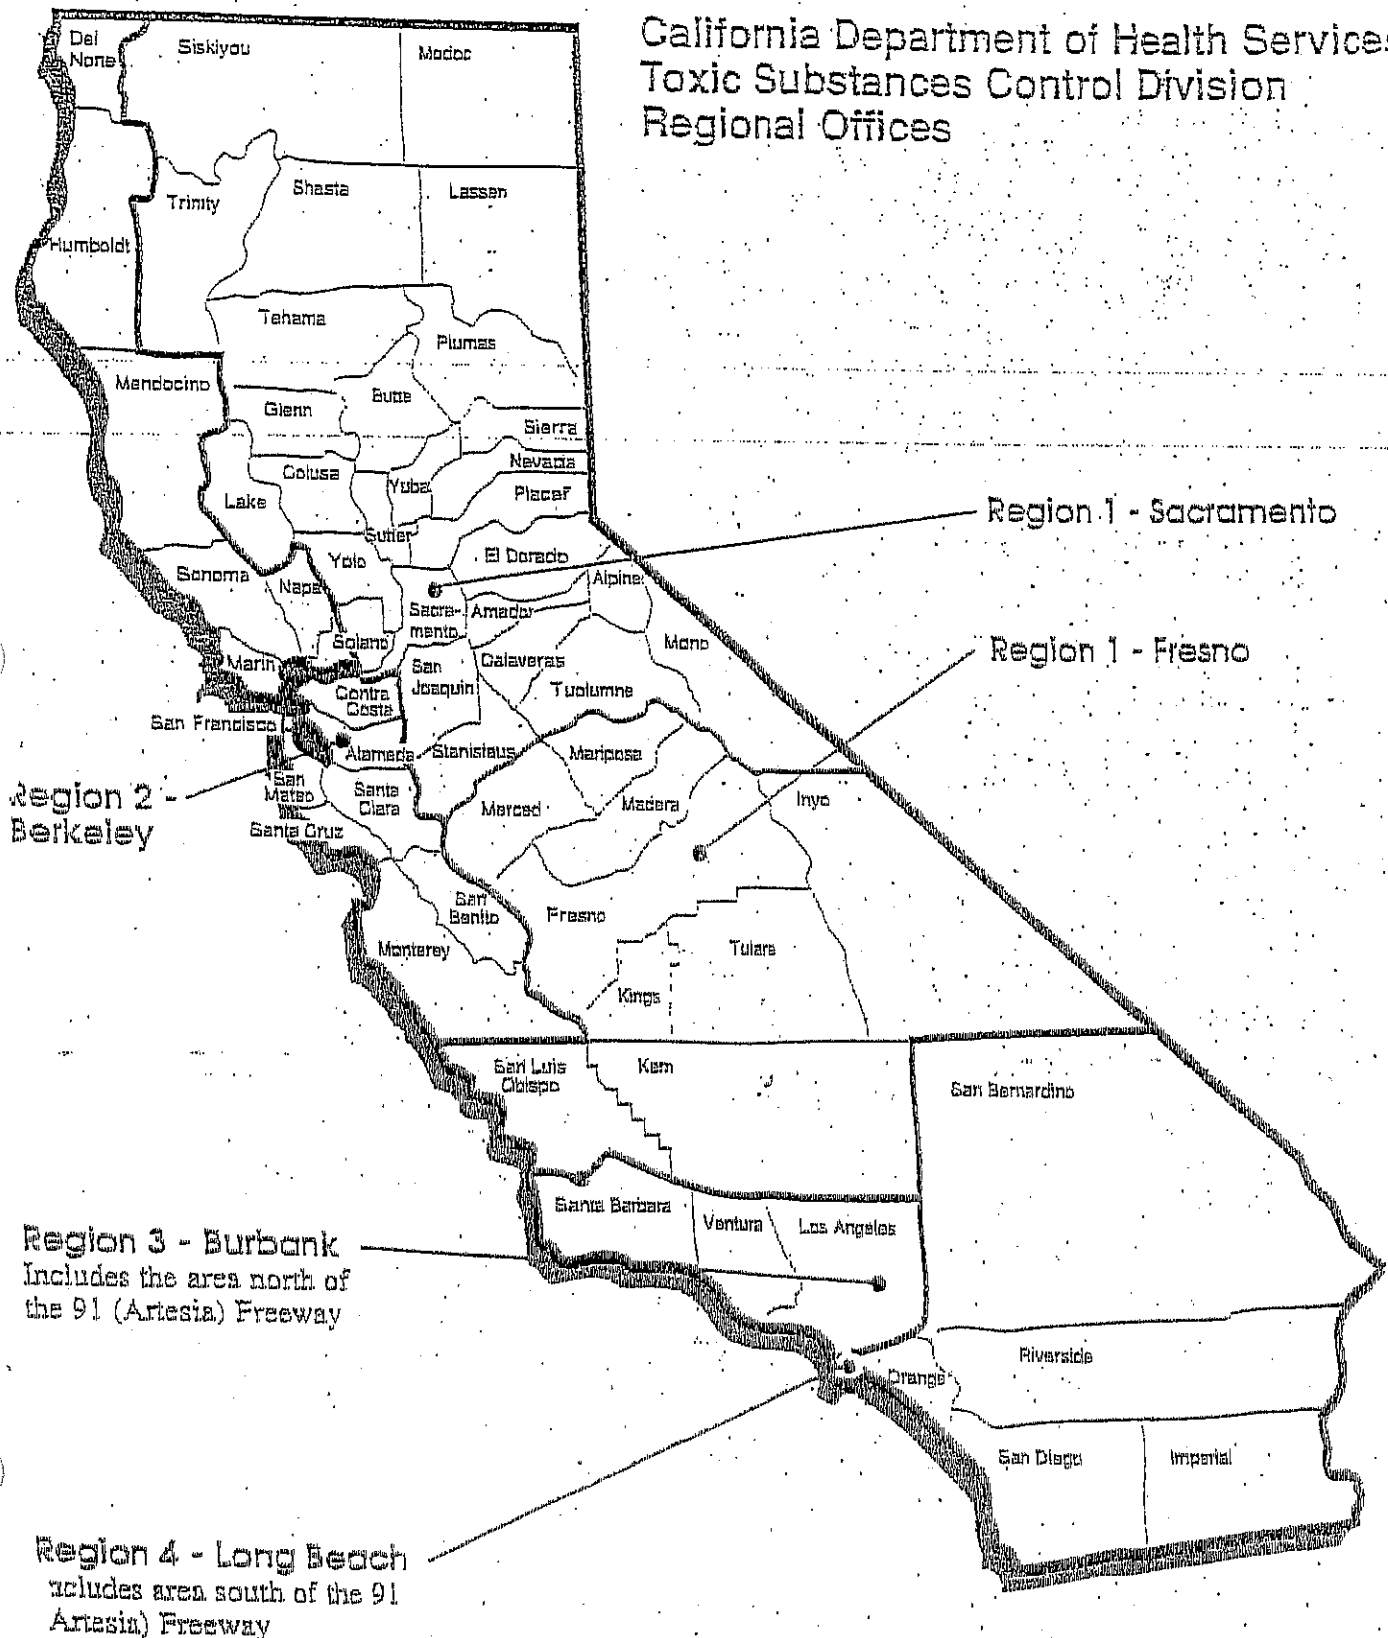 California Department of Health Services
Toxic Substances Control Division
Regional Offices
Del
Norte
Siskiyou
Modoc
Trinity
Shasta
Lassen
Humboldt
Tehama
Plumas
Mendocino
Glenn
Butte
Sierra
Colusa
Nevada
Lake
Yuba
Placer
Region 1 - Sacramento
Sutter
Sonoma
Napa
Yolo
El Dorado
Alpine
Sacra-
mento
Amador
Solano
Mono
Region 1 - Fresno
Marin
San
Joaquin
Calaveras
Contra
Costa
Tuolumne
San Francisco
Alameda
Stanislaus
Mariposa
Region 2 -
Berkeley
San
Mateo
Santa
Clara
Merced
Madera
Inyo
Santa Cruz
San
Benito
Fresno
Monterey
Tulare
Kings
San Luis
Obispo
Kern
San Bernardino
Santa Barbara
Ventura
Los Angeles
Region 3 - Burbank
Includes the area north of
the 91 (Artesia) Freeway
Orange
Riverside
San Diego
Imperial
Region 4 - Long Beach
ncludes area south of the 91
Artesia) Freeway